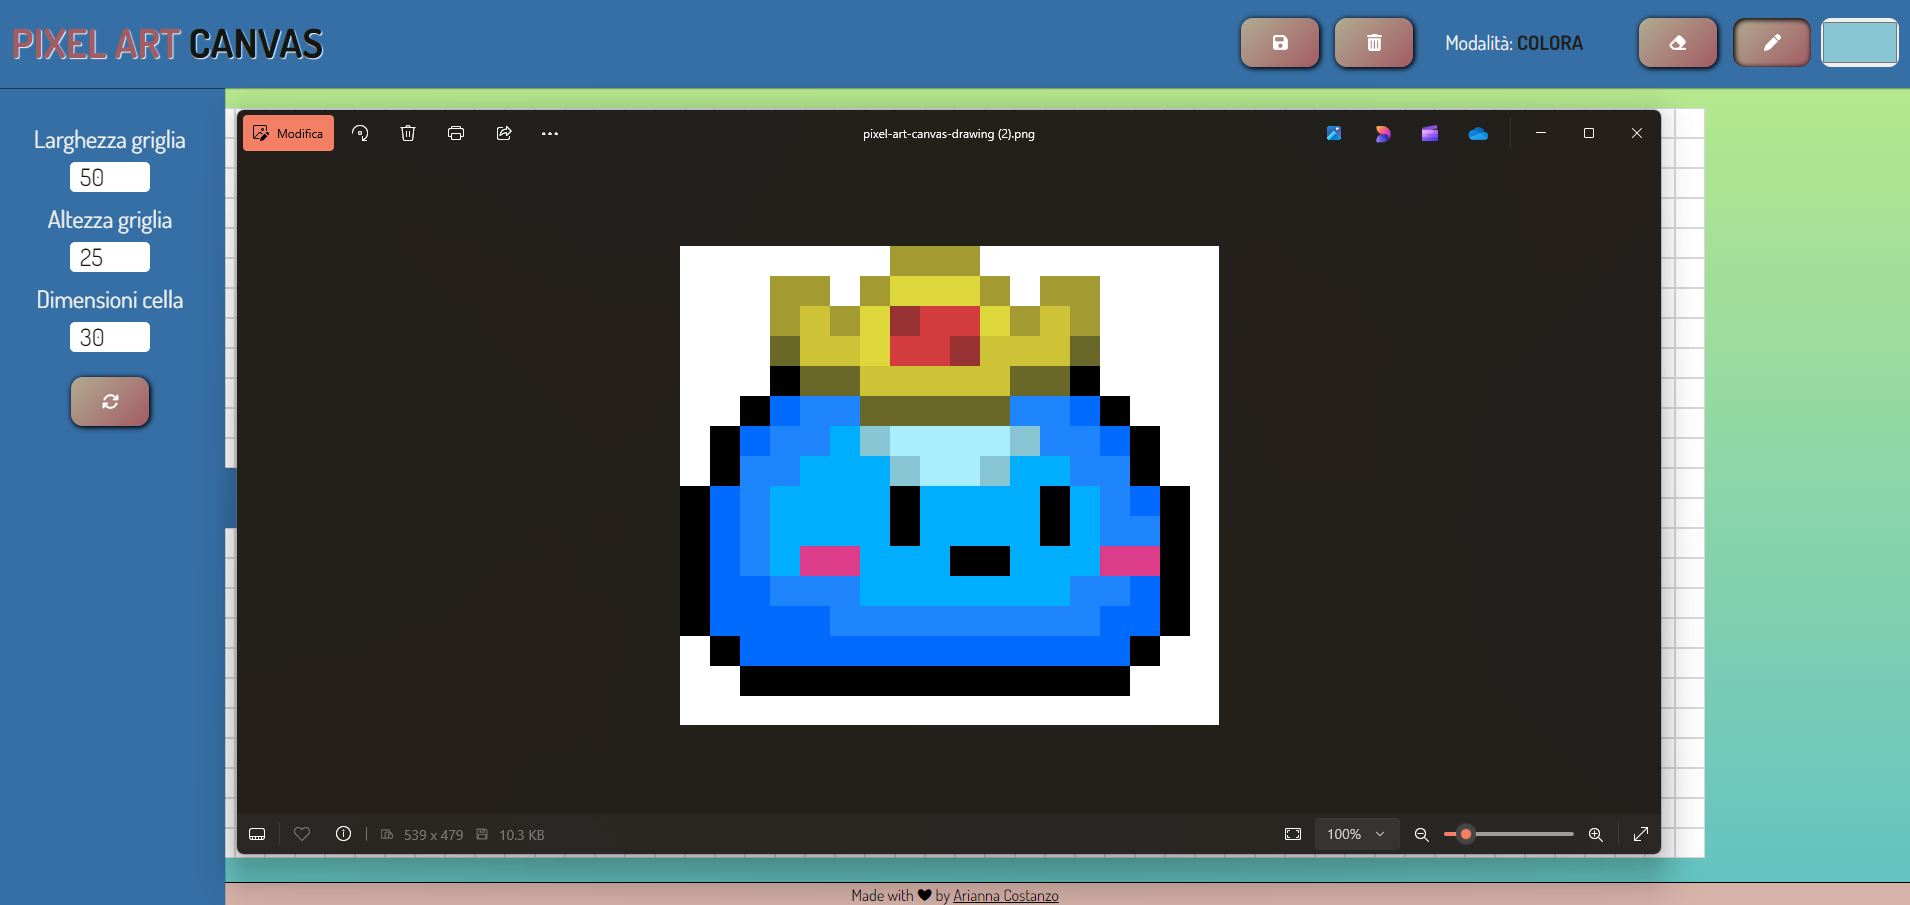 PIXEL ART CANVAS
Modalità: COLORA
Larghezza griglia
50
Altezza griglia
25
Dimensioni cella
30
Modifica
pixel-art-canvas-drawing (2).png
539 x 479
10.3 KB
100%
Made with ♥ by Arianna Costanzo